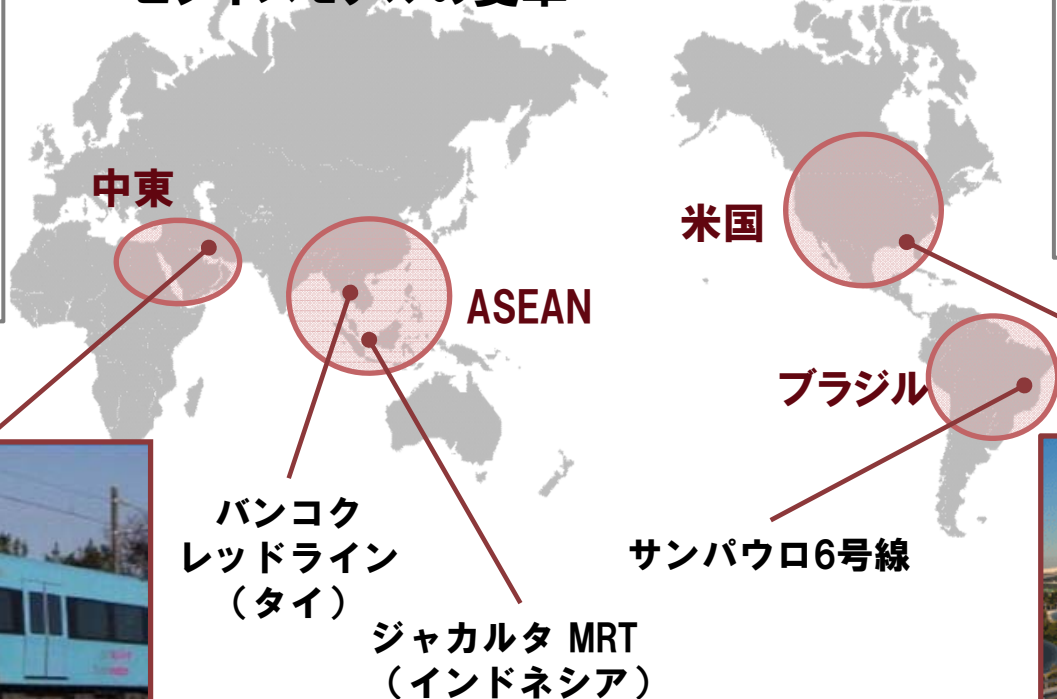 中東
米国
ASEAN
ブラジル
バンコク
レッドライン
（タイ）
サンパウロ6号線
ジャカルタ MRT
（インドネシア）